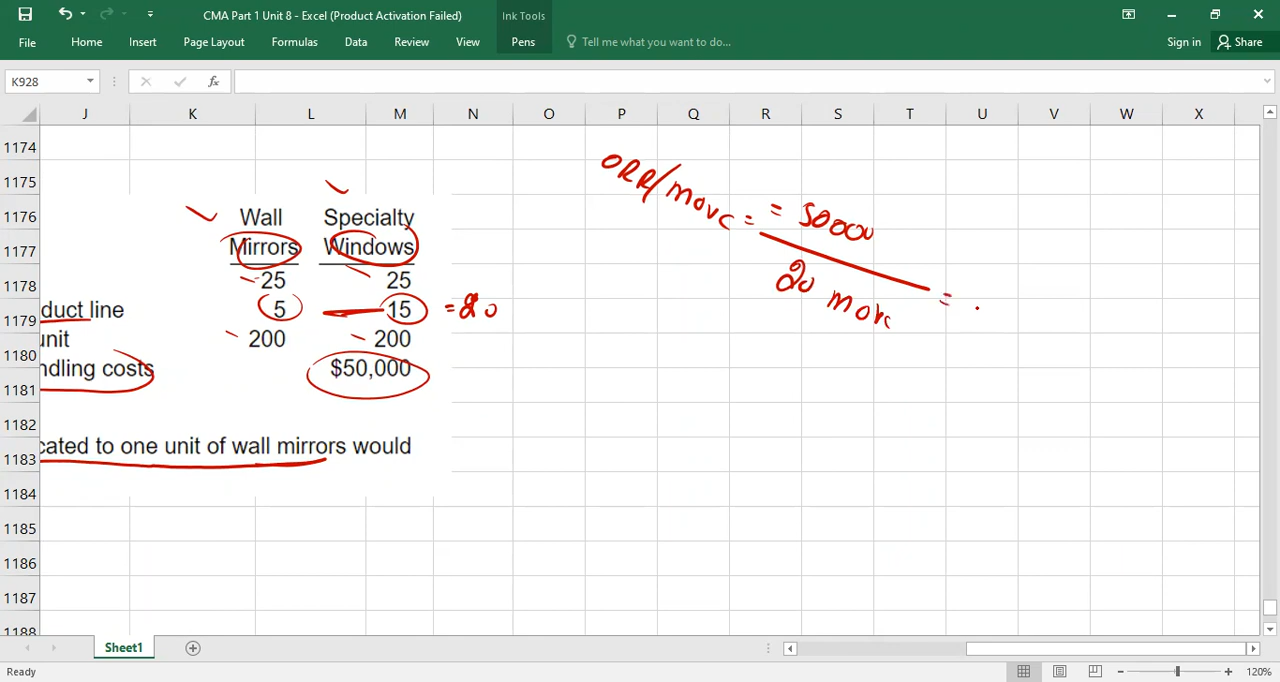 CMA Part 1 Unit 8 - Excel (Product Activation Failed)
Ink Tools
File Home Insert Page Layout Formulas Data Review View Pens Tell me what you want to do... Sign in Share
K928 fx
J K L M N O P Q R S T U V W X
1174
1175
1176
1177
1178
1179
1180
1181
1182
1183
1184
1185
1186
1187
1188
Wall Specialty
Mirrors Windows
25 25
duct line 5 15 = 20
unit 200 200
ndling costs $50,000
cated to one unit of wall mirrors would
ORR/move = = 50000
20 move =
Sheet1
Ready 120%